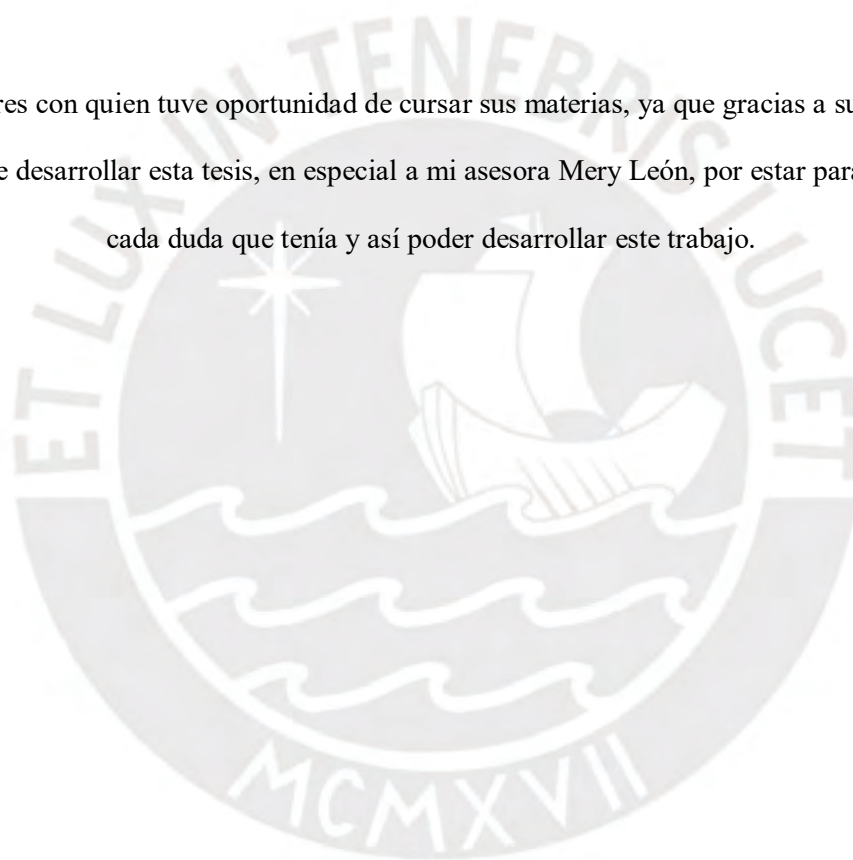 res con quien tuve oportunidad de cursar sus materias, ya que gracias a su
e desarrollar esta tesis, en especial a mi asesora Mery León, por estar para
cada duda que tenía y así poder desarrollar este trabajo.
ET LUX IN TENEBRIS LUCET
MCMXVII